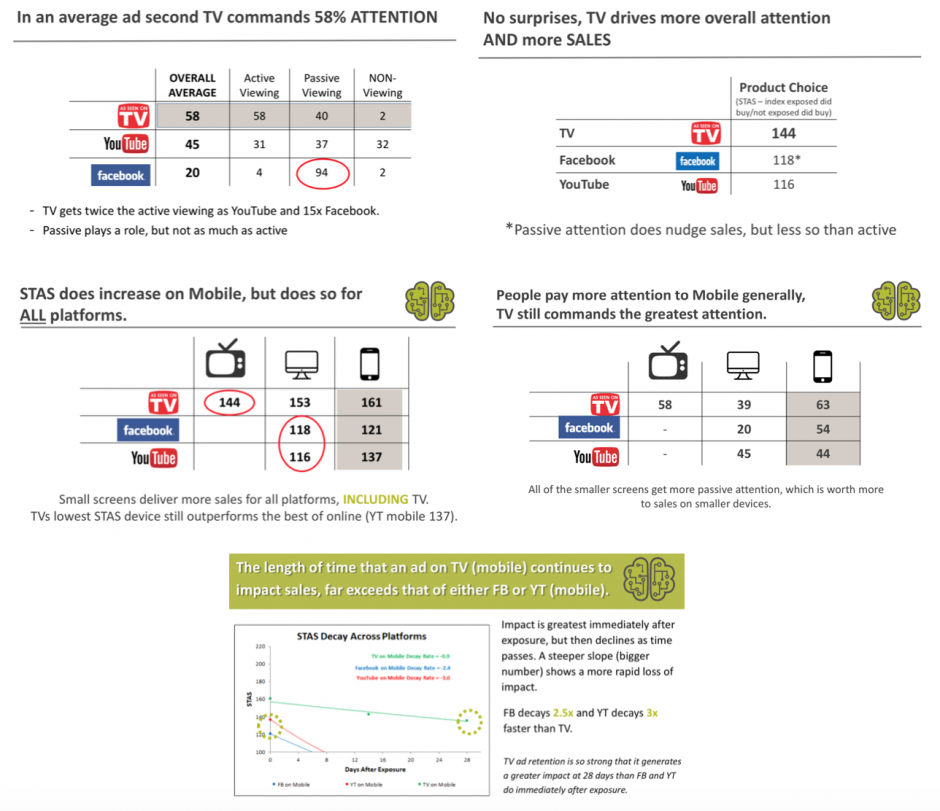 In an average ad second TV commands 58% ATTENTION
OVERALL AVERAGE Active Viewing Passive Viewing NON-Viewing
AS SEEN ON TV 58 58 40 2
YouTube 45 31 37 32
facebook 20 4 94 2
- TV gets twice the active viewing as YouTube and 15x Facebook.
- Passive plays a role, but not as much as active
No surprises, TV drives more overall attention
AND more SALES
Product Choice
(STAS – index exposed did
buy/not exposed did buy)
TV AS SEEN ON TV 144
Facebook facebook 118*
YouTube YouTube 116
*Passive attention does nudge sales, but less so than active
STAS does increase on Mobile, but does so for
ALL platforms.
AS SEEN ON TV 144 153 161
facebook 118 121
YouTube 116 137
Small screens deliver more sales for all platforms, INCLUDING TV.
TVs lowest STAS device still outperforms the best of online (YT mobile 137).
People pay more attention to Mobile generally,
TV still commands the greatest attention.
AS SEEN ON TV 58 39 63
facebook - 20 54
YouTube - 45 44
All of the smaller screens get more passive attention, which is worth more
to sales on smaller devices.
The length of time that an ad on TV (mobile) continues to
impact sales, far exceeds that of either FB or YT (mobile).
STAS Decay Across Platforms
TV on Mobile Decay Rate =
Facebook on Mobile Decay Rate =
YouTube on Mobile Decay Rate =
STAS
220
200
180
160
140
120
100
0 4 8 12 16 20 24 28
Days After Exposure
FB on Mobile YT on Mobile TV on Mobile
Impact is greatest immediately after
exposure, but then declines as time
passes. A steeper slope (bigger
number) shows a more rapid loss of
impact.
FB decays 2.5x and YT decays 3x
faster than TV.
TV ad retention is so strong that it generates
a greater impact at 28 days than FB and YT
do immediately after exposure.